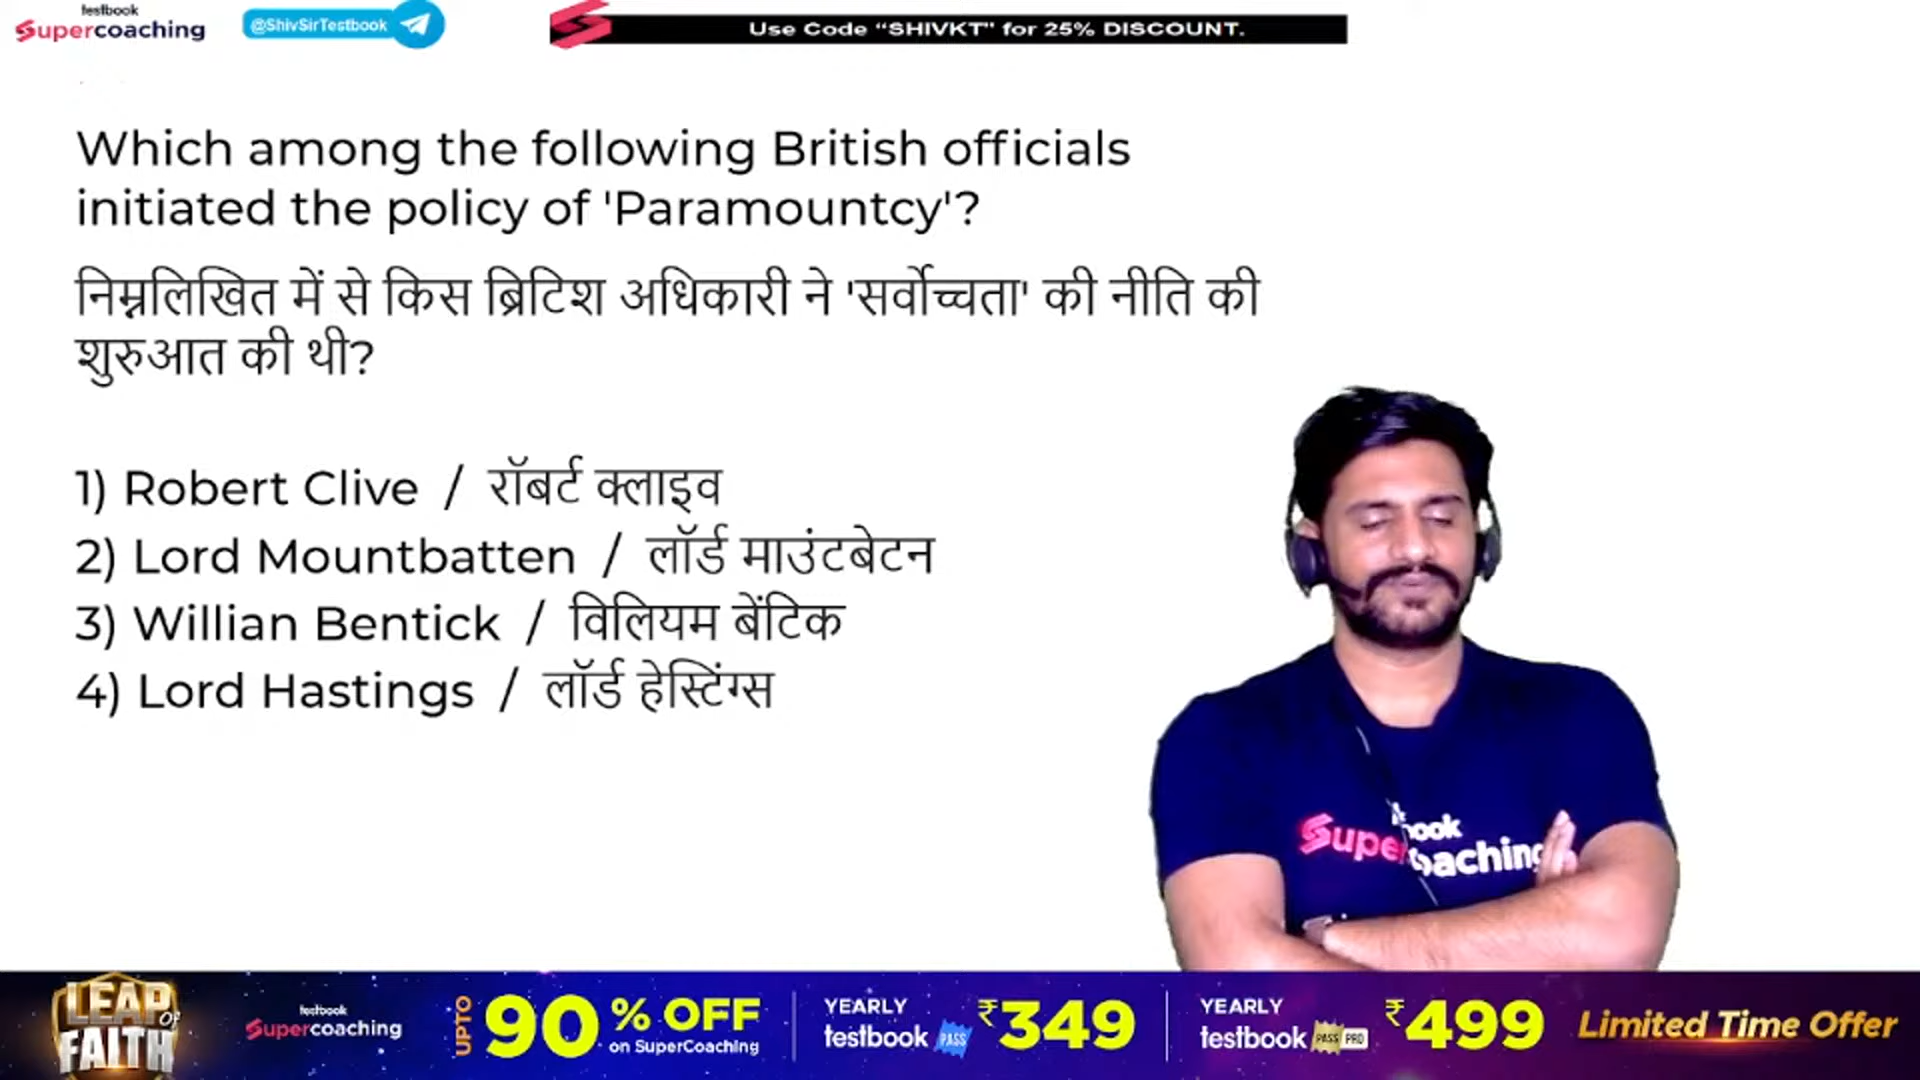 testbook
Supercoaching
@ShivSirTestbook
Use Code “SHIVKT” for 25% DISCOUNT.
Which among the following British officials
initiated the policy of 'Paramountcy'?
निम्नलिखित में से किस ब्रिटिश अधिकारी ने 'सर्वोच्चता' की नीति की
शुरुआत की थी?
1) Robert Clive / रॉबर्ट क्लाइव
2) Lord Mountbatten / लॉर्ड माउंटबेटन
3) Willian Bentick / विलियम बेंटिक
4) Lord Hastings / लॉर्ड हेस्टिंग्स
LEAP OF
FAITH
testbook
Supercoaching
UPTO 90% OFF
on SuperCoaching
YEARLY
testbook PASS
₹349
YEARLY
testbook PASS PRO
₹499
Limited Time Offer